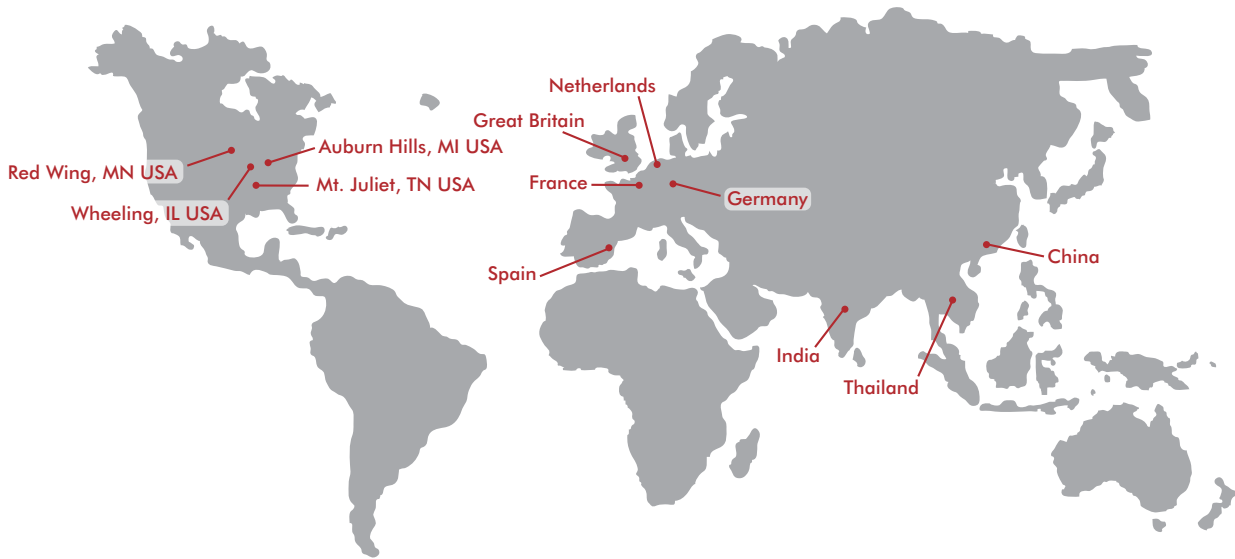 Netherlands
Great Britain
Auburn Hills, MI USA
Red Wing, MN USA
Mt. Juliet, TN USA
France
Germany
Wheeling, IL USA
China
Spain
India
Thailand